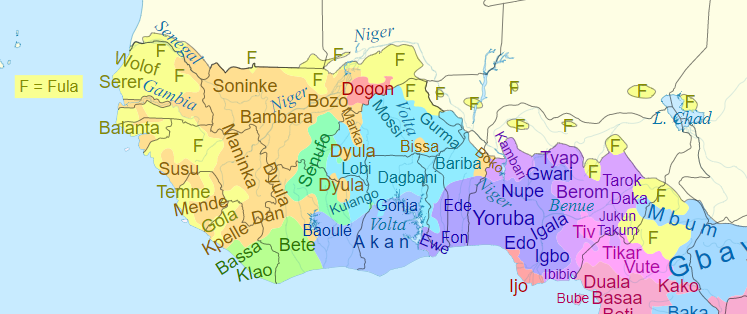 Senegal
Niger
Wolof
F
F
F
F
F
Serer
F = Fula
Gambia
Soninke
Niger
Bozo
Dogon
F
F
F
F
F
Balanta
Bambara
Marka
Mossi
Volta
Gurma
F
F
L. Chad
F
Maninka
Senufo
Dyula
Bissa
Kambari
Susu
Dyula
Lobi
Bariba
Boko
Tyap
Gwari
F
F
Temne
Dyula
Dagbani
Niger
Nupe
Berom
Tarok
Daka
F
Mende
Kulango
Gonja
Ede
Yoruba
Benue
Jukun
Mbum
Gola
Dan
Volta
Igala
Tiv
Takum
F
Kpelle
Baoulé
Akan
Ewe
Fon
Edo
Igbo
Tikar
Gbay
Bassa
Bete
Ibibio
Vute
Klao
Ijo
Duala
Kako
Bube
Basaa
Baka
Beti